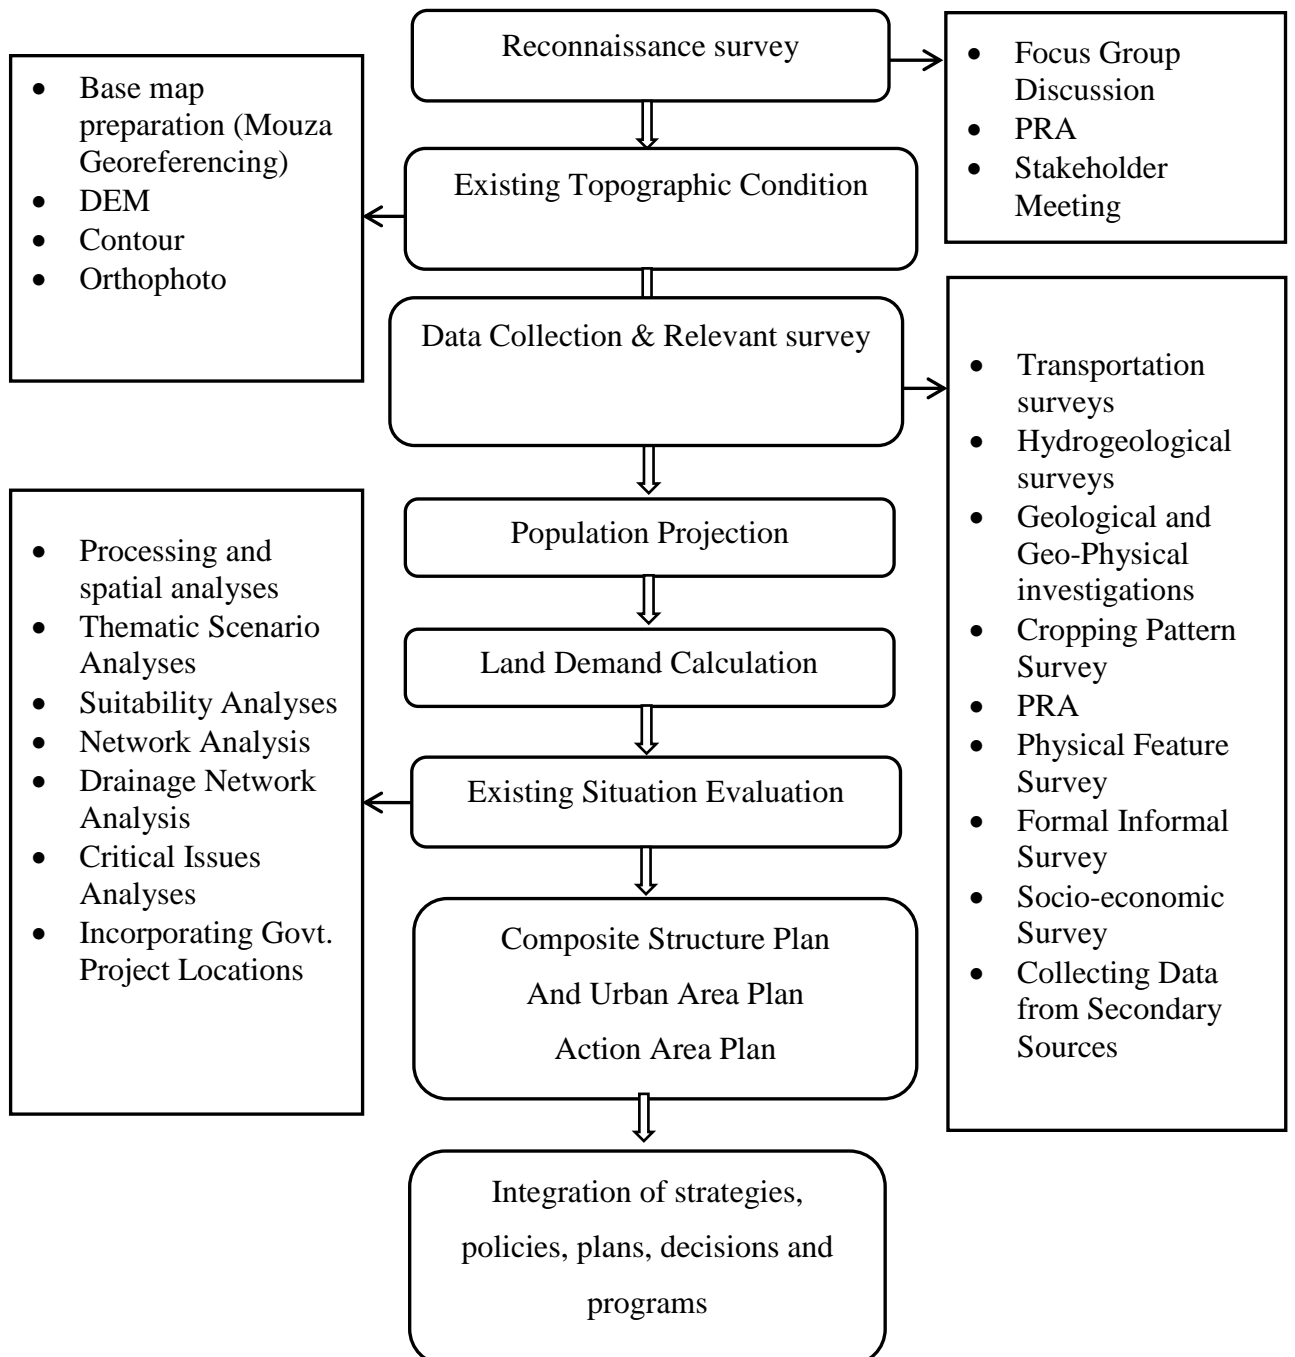 Reconnaissance survey
• Focus Group
Discussion
• PRA
• Stakeholder
Meeting
• Base map
preparation (Mouza
Georeferencing)
• DEM
• Contour
• Orthophoto
Existing Topographic Condition
Data Collection & Relevant survey
• Transportation
surveys
• Hydrogeological
surveys
• Geological and
Geo-Physical
investigations
• Cropping Pattern
Survey
• PRA
• Physical Feature
Survey
• Formal Informal
Survey
• Socio-economic
Survey
• Collecting Data
from Secondary
Sources
Population Projection
Land Demand Calculation
Existing Situation Evaluation
• Processing and
spatial analyses
• Thematic Scenario
Analyses
• Suitability Analyses
• Network Analysis
• Drainage Network
Analysis
• Critical Issues
Analyses
• Incorporating Govt.
Project Locations
Composite Structure Plan
And Urban Area Plan
Action Area Plan
Integration of strategies,
policies, plans, decisions and
programs